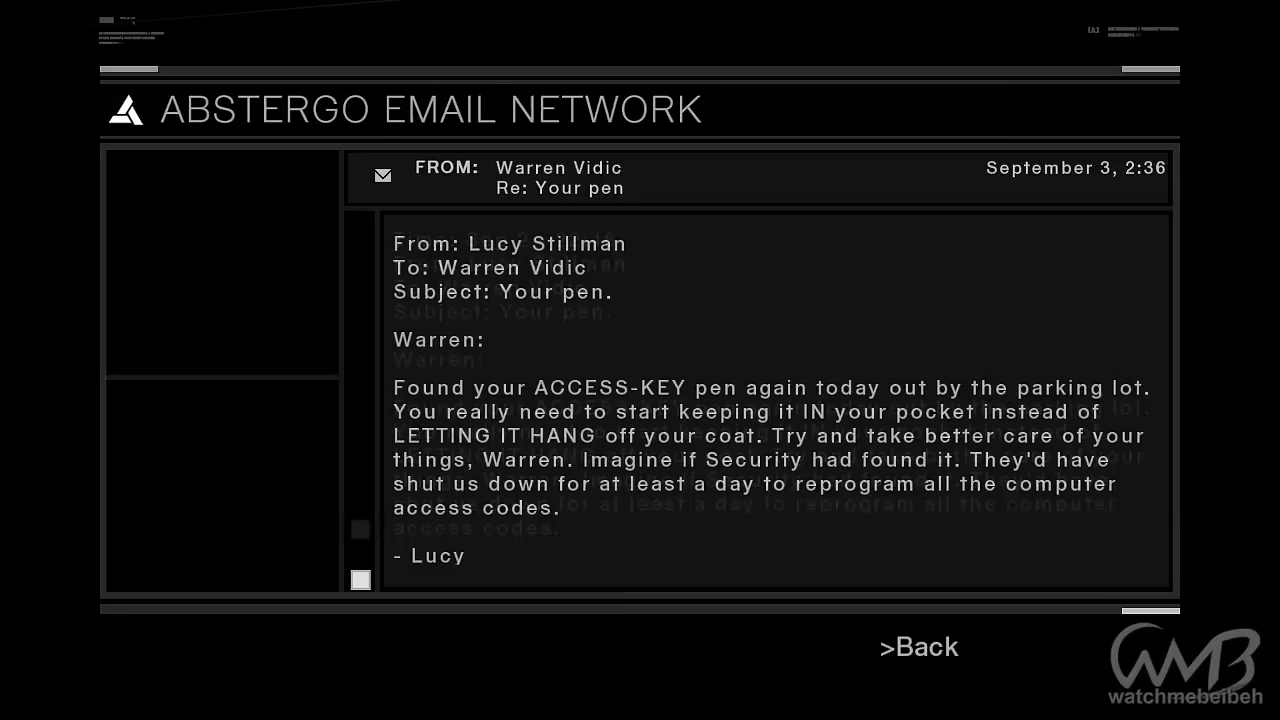 ABSTERGO EMAIL NETWORK
FROM: Warren Vidic September 3, 2:36
Re: Your pen
From: Lucy Stillman
To: Warren Vidic
Subject: Your pen.
Warren:
Found your ACCESS-KEY pen again today out by the parking lot.
You really need to start keeping it IN your pocket instead of
LETTING IT HANG off your coat. Try and take better care of your
things, Warren. Imagine if Security had found it. They'd have
shut us down for at least a day to reprogram all the computer
access codes.
- Lucy
>Back
WMB
watchmebeibeh